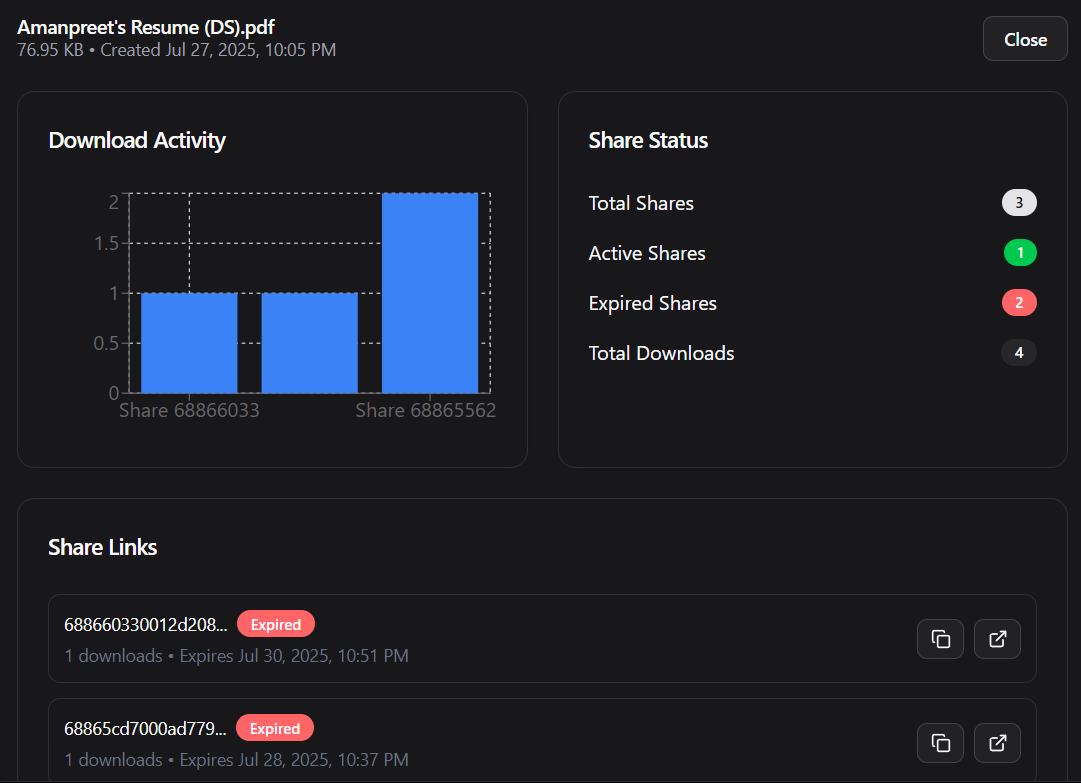 Amanpreet's Resume (DS).pdf
76.95 KB • Created Jul 27, 2025, 10:05 PM
Close
Download Activity
2
1.5
1
0.5
0
Share 68866033
Share 68865562
Share Status
Total Shares 3
Active Shares 1
Expired Shares 2
Total Downloads 4
Share Links
688660330012d208... Expired
1 downloads • Expires Jul 30, 2025, 10:51 PM
68865cd7000ad779... Expired
1 downloads • Expires Jul 28, 2025, 10:37 PM